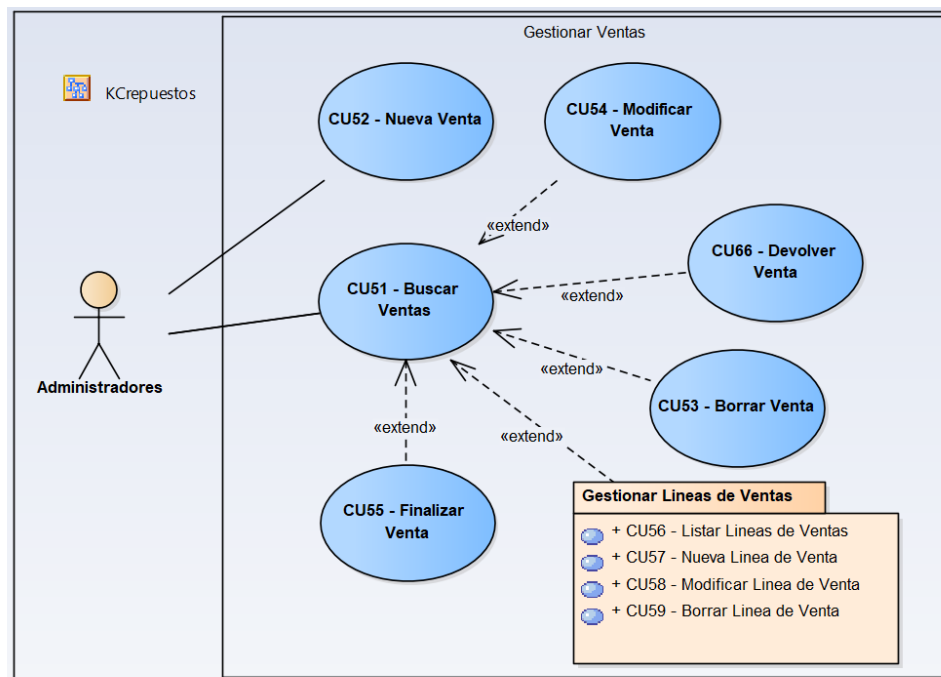 Gestionar Ventas
KCrepuestos
CU52 - Nueva Venta
CU54 - Modificar
Venta
«extend»
CU66 - Devolver
Venta
«extend»
CU51 - Buscar
Ventas
Administradores
«extend»
CU53 - Borrar Venta
«extend»
«extend»
CU55 - Finalizar
Venta
Gestionar Lineas de Ventas
+ CU56 - Listar Lineas de Ventas
+ CU57 - Nueva Linea de Venta
+ CU58 - Modificar Linea de Venta
+ CU59 - Borrar Linea de Venta